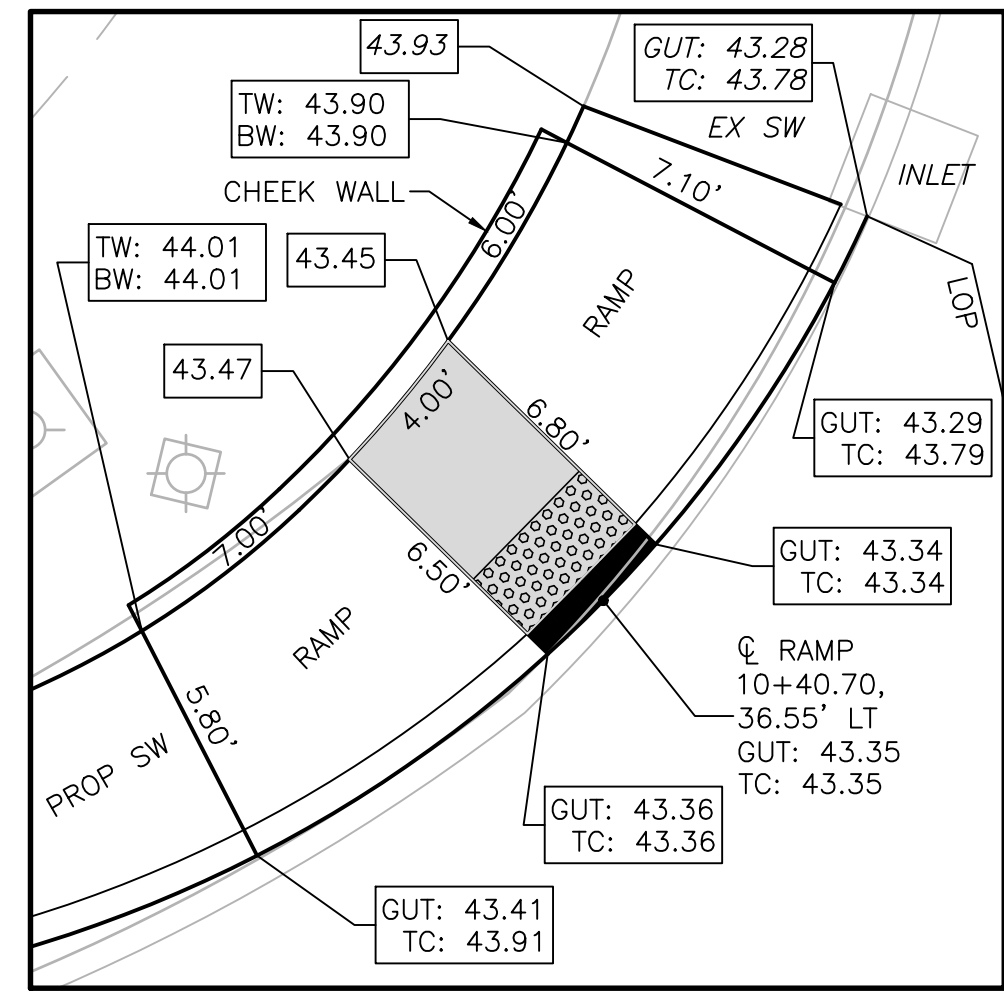 43.93
GUT: 43.28
TC: 43.78
EX SW
TW: 43.90
BW: 43.90
INLET
7.10'
CHEEK WALL
6.00'
TW: 44.01
BW: 44.01
43.45
RAMP
LOP
43.47
4.00'
6.80'
GUT: 43.29
TC: 43.79
7.00'
6.50'
GUT: 43.34
TC: 43.34
RAMP
℄ RAMP
10+40.70,
36.55' LT
GUT: 43.35
TC: 43.35
5.80'
PROP SW
GUT: 43.36
TC: 43.36
GUT: 43.41
TC: 43.91